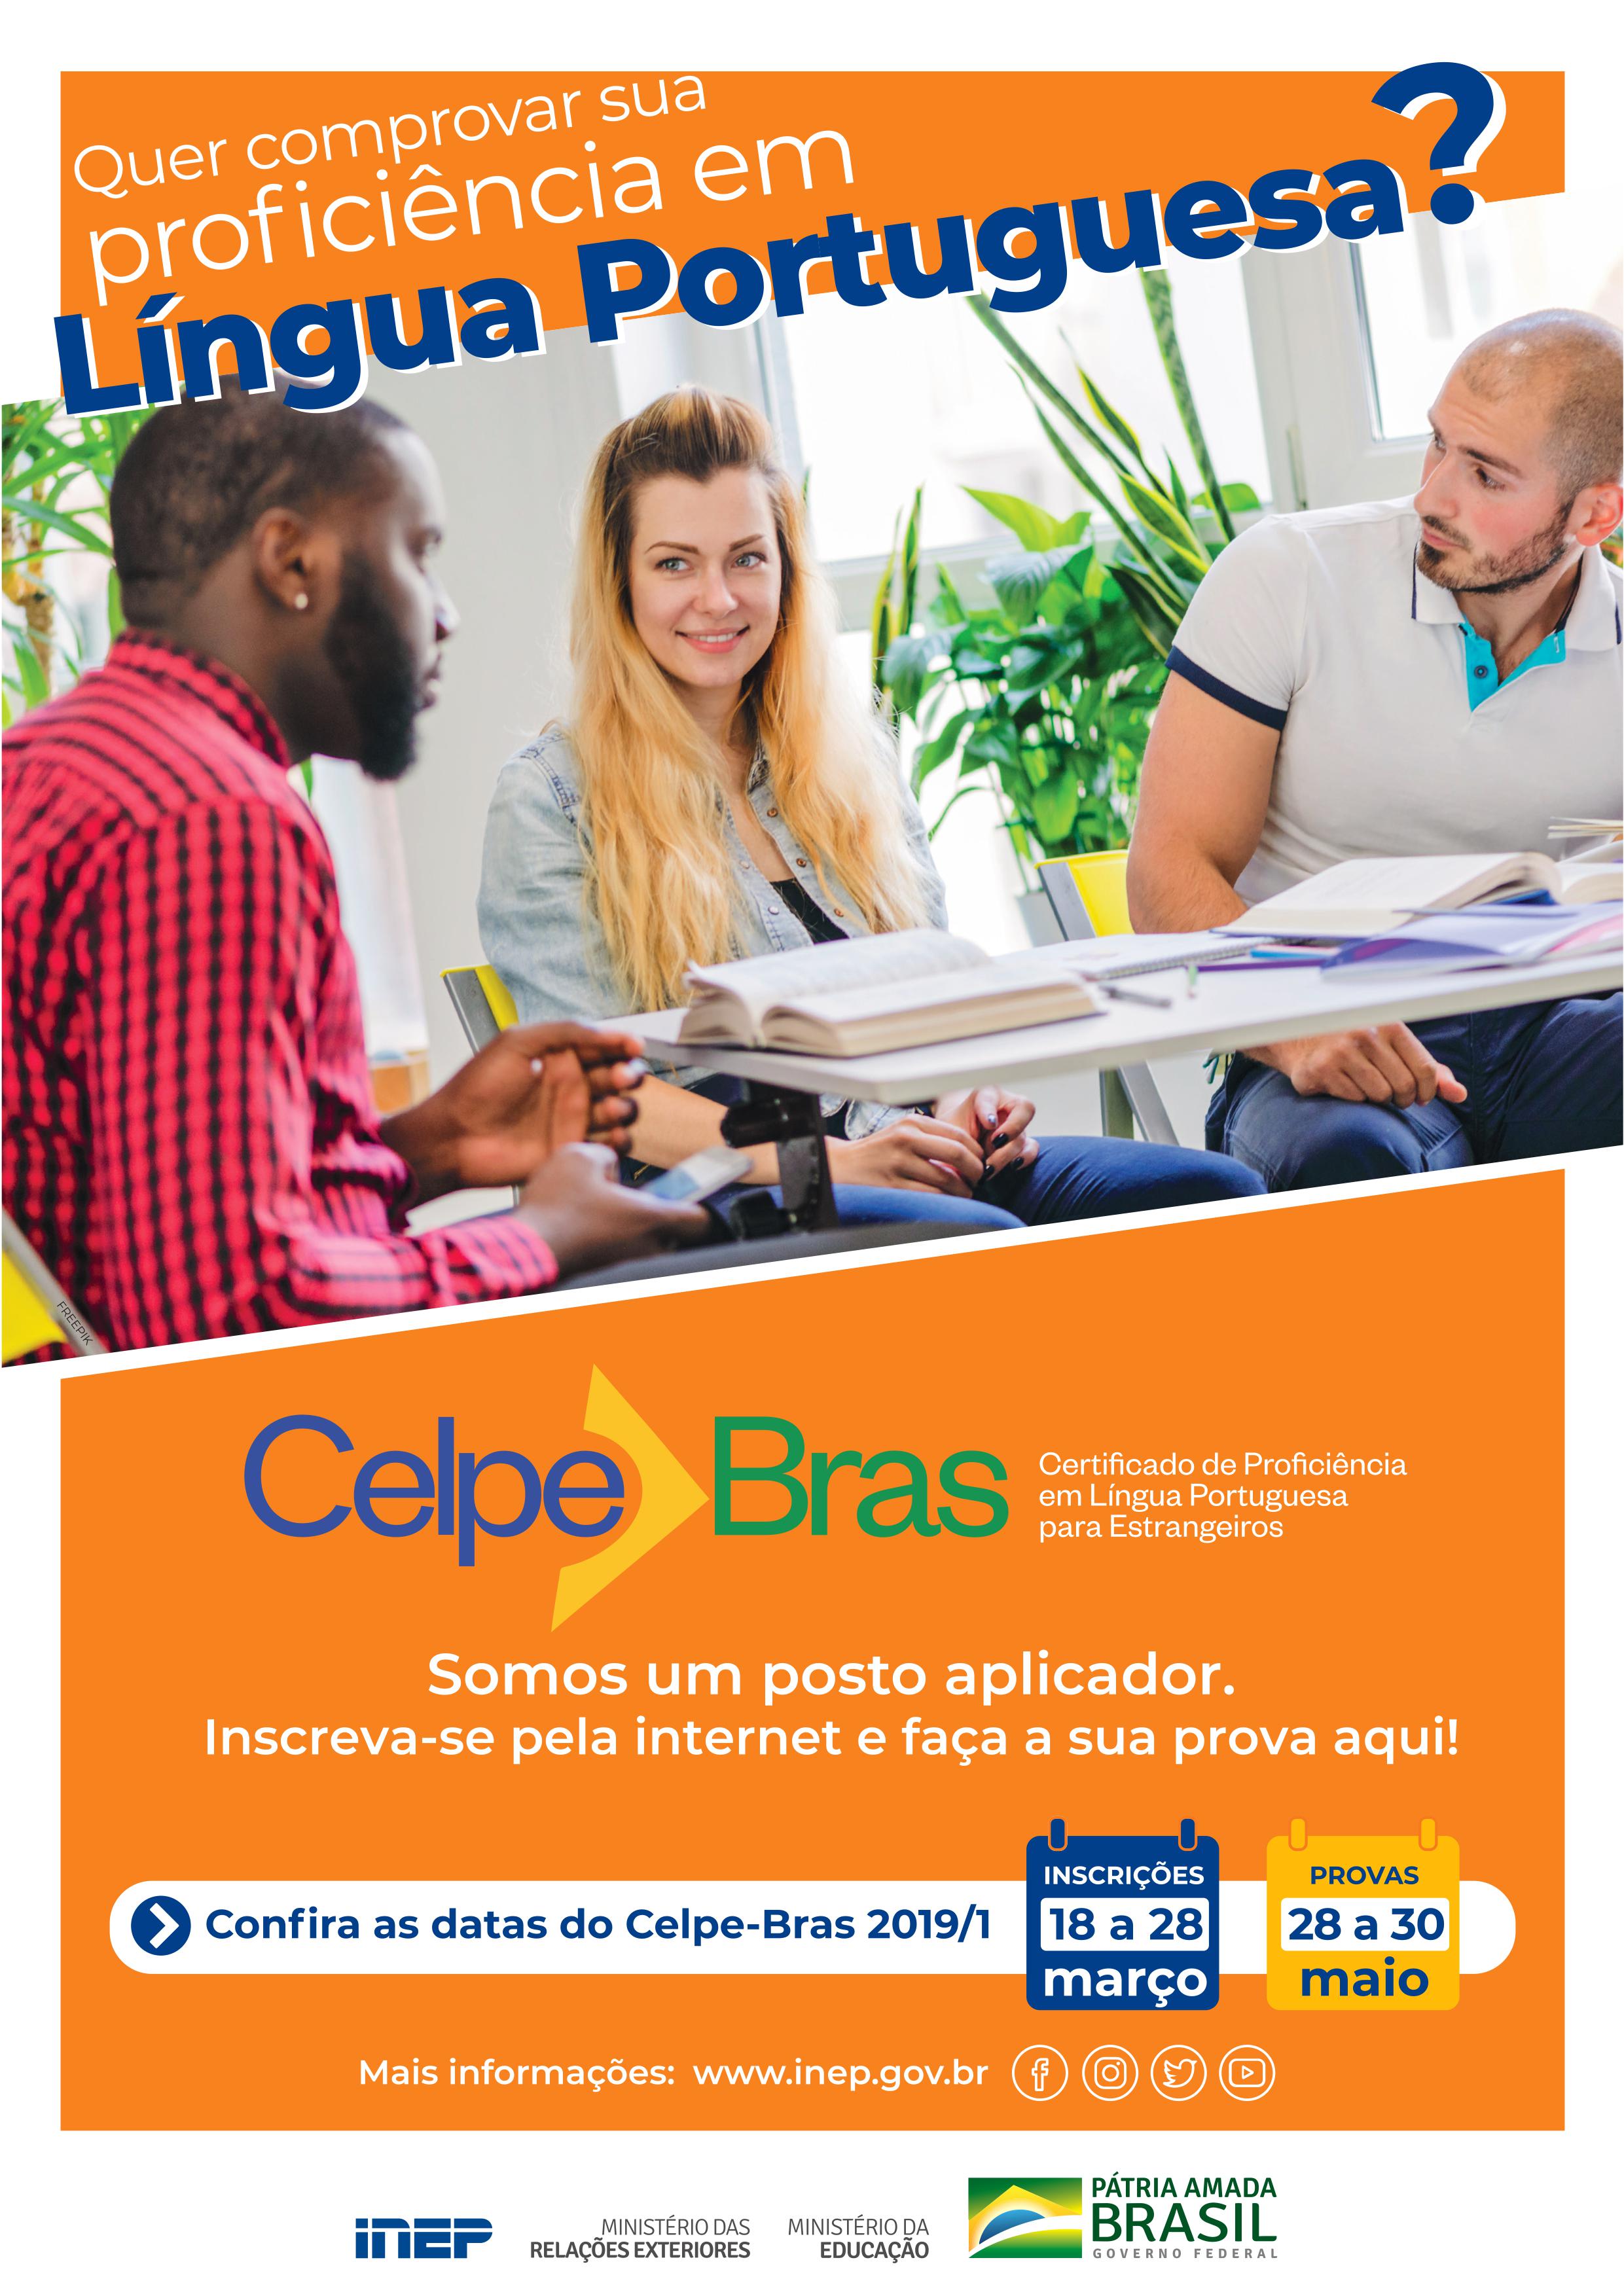 Quer comprovar sua
proficiência em
Língua Portuguesa?
FREEPIK
Celpe Bras
Certificado de Proficiência
em Língua Portuguesa
para Estrangeiros
Somos um posto aplicador.
Inscreva-se pela internet e faça a sua prova aqui!
Confira as datas do Celpe-Bras 2019/1
INSCRIÇÕES
18 a 28
março
PROVAS
28 a 30
maio
Mais informações: www.inep.gov.br
INEP
MINISTÉRIO DAS
RELAÇÕES EXTERIORES
MINISTÉRIO DA
EDUCAÇÃO
PÁTRIA AMADA
BRASIL
GOVERNO FEDERAL